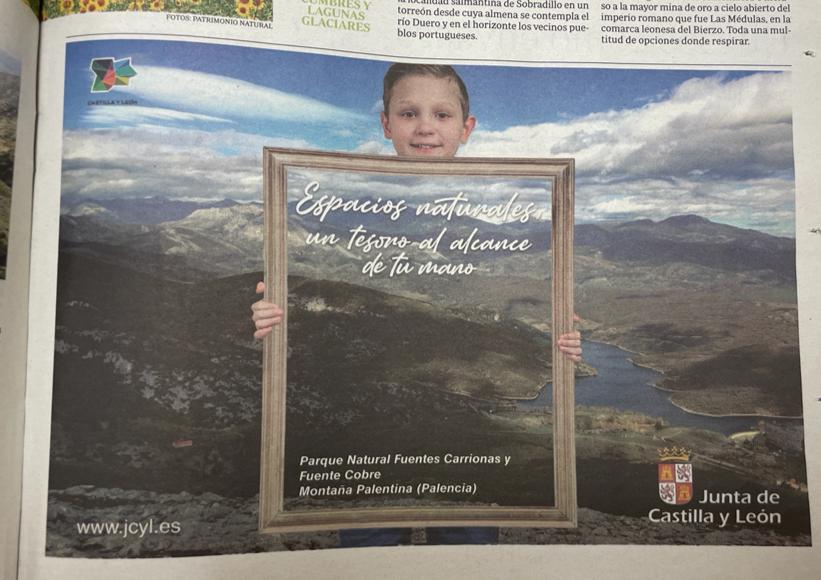 FOTOS: PATRIMONIO NATURAL
CUMBRES Y
LAGUNAS
GLACIARES
localidad salmantina de Sobradillo en un
torreón desde cuya almena se contempla el
río Duero y en el horizonte los vecinos pue-
blos portugueses.
so a la mayor mina de oro a cielo abierto del
imperio romano que fue Las Médulas, en la
comarca leonesa del Bierzo. Toda una mul-
titud de opciones donde respirar.
CASTILLA Y LEÓN
Espacios naturales
un tesoro al alcance
de tu mano
Parque Natural Fuentes Carrionas y
Fuente Cobre
Montaña Palentina (Palencia)
www.jcyl.es
Junta de
Castilla y León